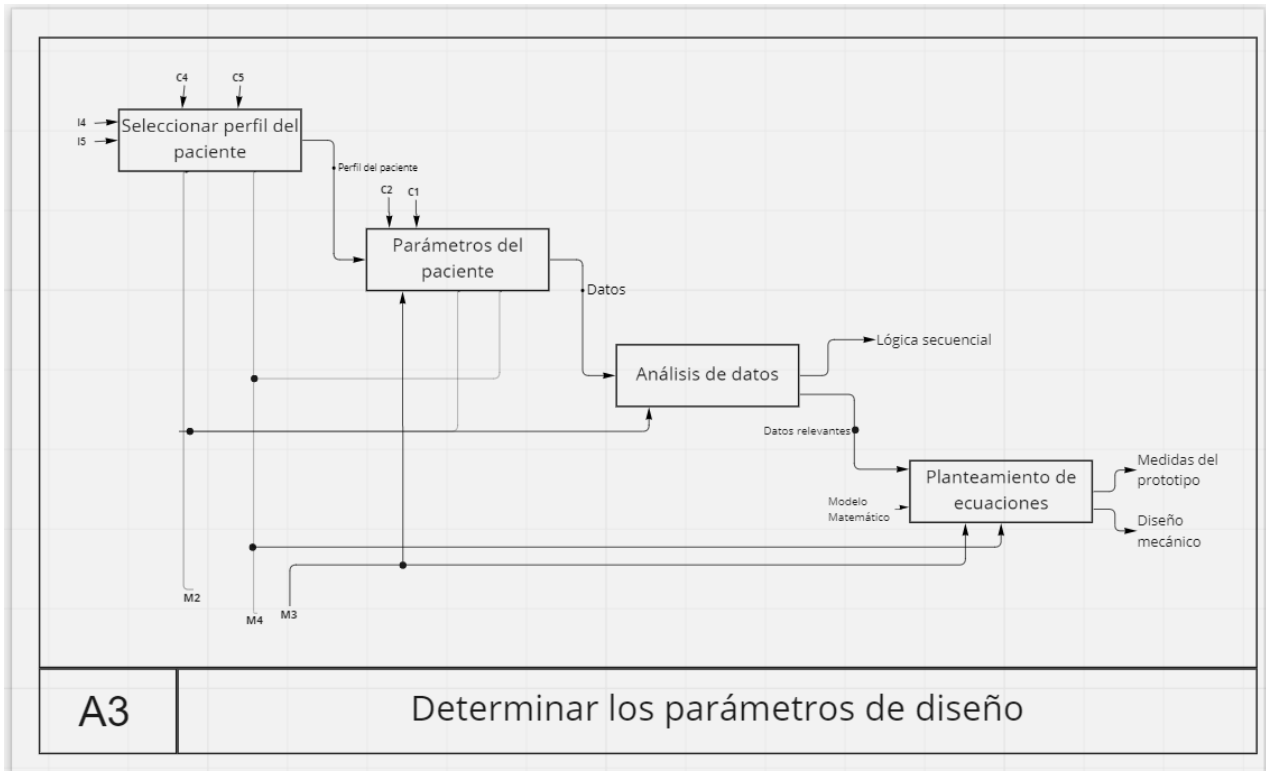 C4
C5
I4
I5
Seleccionar perfil del
paciente
Perfil del paciente
C2
C1
Parámetros del
paciente
Datos
Análisis de datos
Lógica secuencial
Datos relevantes
Planteamiento de
ecuaciones
Modelo
Matemático
Medidas del
prototipo
Diseño
mecánico
M2
M4
M3
A3
Determinar los parámetros de diseño